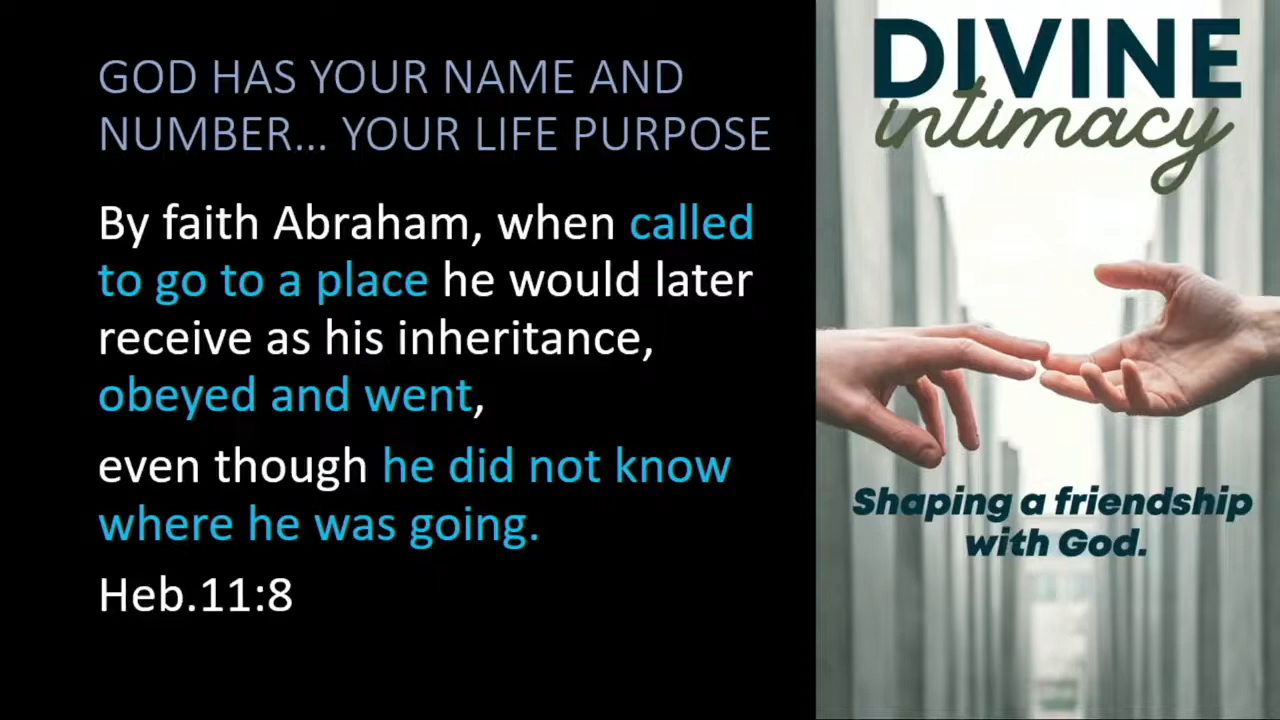 GOD HAS YOUR NAME AND
NUMBER... YOUR LIFE PURPOSE
By faith Abraham, when called
to go to a place he would later
receive as his inheritance,
obeyed and went,
even though he did not know
where he was going.
Heb.11:8
DIVINE
intimacy
Shaping a friendship
with God.